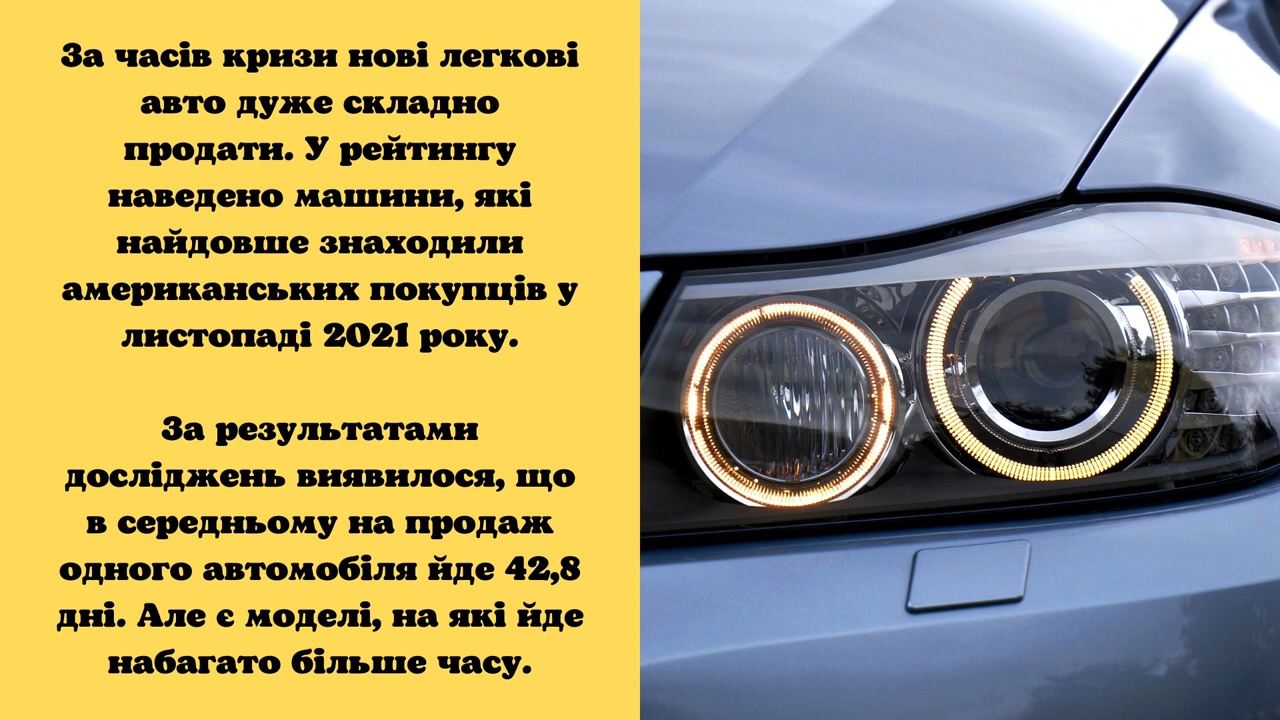 За часів кризи нові легкові
авто дуже складно
продати. У рейтингу
наведено машини, які
найдовше знаходили
американських покупців у
листопаді 2021 року.
За результатами
досліджень виявилося, що
в середньому на продаж
одного автомобіля йде 42,8
дні. Але є моделі, на які йде
набагато більше часу.